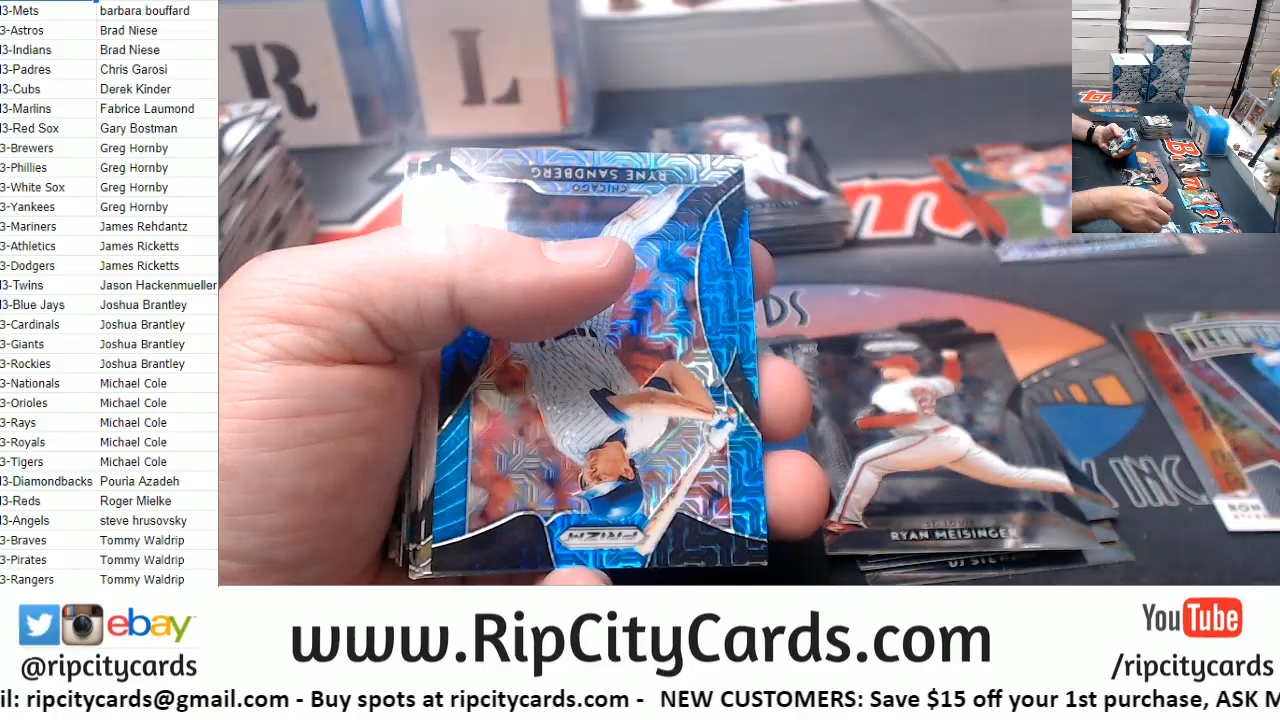 3-Mets barbara bouffard
3-Astros Brad Niese
3-Indians Brad Niese
3-Padres Chris Garosi
3-Cubs Derek Kinder
3-Marlins Fabrice Laumond
3-Red Sox Gary Bostman
3-Brewers Greg Hornby
3-Phillies Greg Hornby
3-White Sox Greg Hornby
3-Yankees Greg Hornby
3-Mariners James Rehdantz
3-Athletics James Ricketts
3-Dodgers James Ricketts
3-Twins Jason Hackenmueller
3-Blue Jays Joshua Brantley
3-Cardinals Joshua Brantley
3-Giants Joshua Brantley
3-Rockies Joshua Brantley
3-Nationals Michael Cole
3-Orioles Michael Cole
3-Rays Michael Cole
3-Royals Michael Cole
3-Tigers Michael Cole
3-Diamondbacks Pouria Azadeh
3-Reds Roger Mielke
3-Angels steve hrusovsky
3-Braves Tommy Waldrip
3-Pirates Tommy Waldrip
3-Rangers Tommy Waldrip
R L
RYNE SANDBERG
CHICAGO
PRIZM
RYAN MEISINGER
INC
ebay
@ripcitycards
www.RipCityCards.com
YouTube
/ripcitycards
il: ripcitycards@gmail.com - Buy spots at ripcitycards.com - NEW CUSTOMERS: Save $15 off your 1st purchase, ASK M